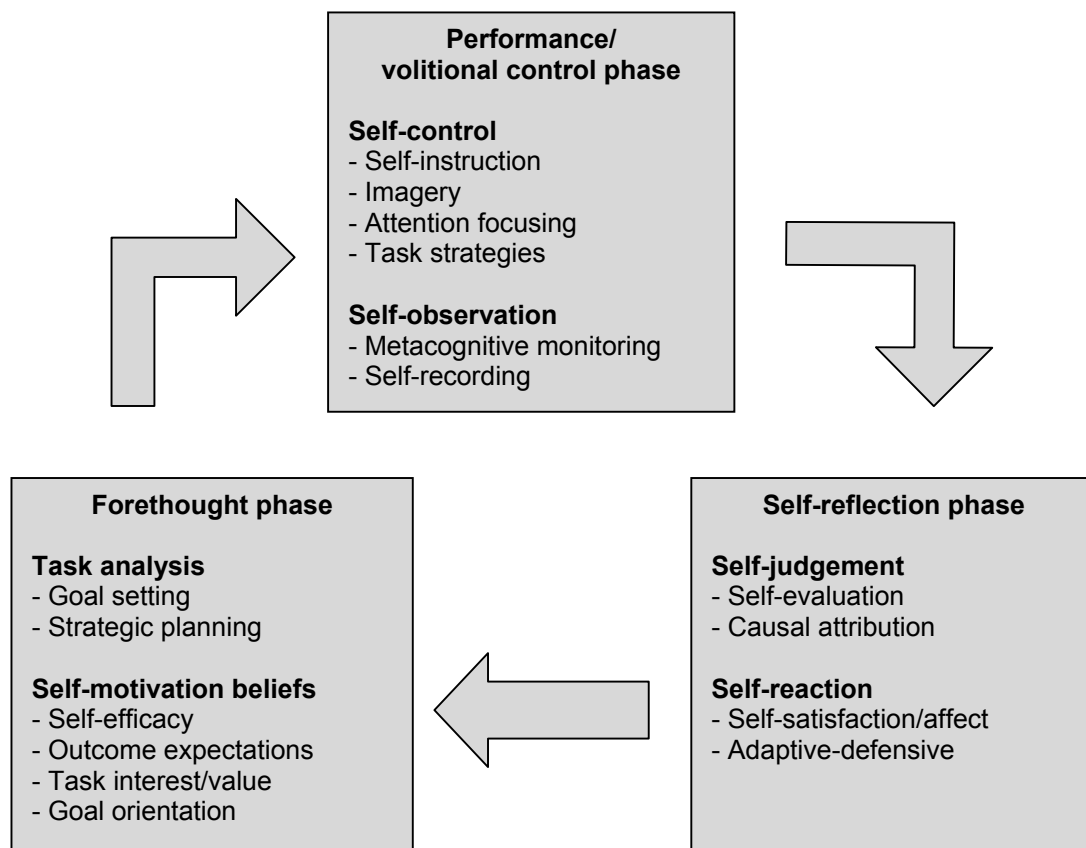 Performance/
volitional control phase
Self-control
- Self-instruction
- Imagery
- Attention focusing
- Task strategies
Self-observation
- Metacognitive monitoring
- Self-recording
Forethought phase
Task analysis
- Goal setting
- Strategic planning
Self-motivation beliefs
- Self-efficacy
- Outcome expectations
- Task interest/value
- Goal orientation
Self-reflection phase
Self-judgement
- Self-evaluation
- Causal attribution
Self-reaction
- Self-satisfaction/affect
- Adaptive-defensive